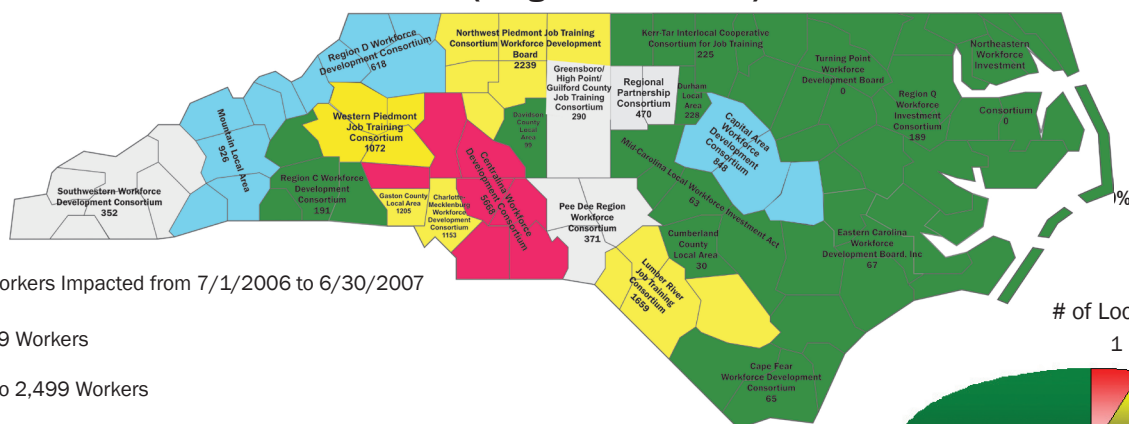 Region D Workforce
Development Consortium
618
Northwest Piedmont Job Training
Consortium Workforce Development
Board
2239
Kerr-Tar Interlocal Cooperative
Consortium for Job Training
225
Northeastern
Workforce
Investment
Consortium
0
Turning Point
Workforce
Development Board
0
Greensboro/
High Point/
Guilford County
Job Training
Consortium
290
Regional
Partnership
Consortium
470
Durham
Local
Area
228
Region Q
Workforce
Investment
Consortium
189
Mountain Local Area
926
Western Piedmont
Job Training
Consortium
1072
Davidson
County
Local
Area
Capital Area
Workforce
Development
Consortium
848
Centralina Workforce
Development Consortium
Mid-Carolina Local Workforce Investment Act
63
Southwestern Workforce
Development Consortium
352
Region C Workforce
Development
Consortium
191
Gaston County
Local Area
1205
Charlotte
Mecklenburg
Workforce
Development
Consortium
1153
Pee Dee Region
Workforce
Consortium
371
Cumberland
County
Local Area
30
Eastern Carolina
Workforce
Development Board, Inc
67
%
Lumber River
Job Training
Consortium
1659
orkers Impacted from 7/1/2006 to 6/30/2007
9 Workers
o 2,499 Workers
Cape Fear
Workforce Development
Consortium
65
# of Loc
1